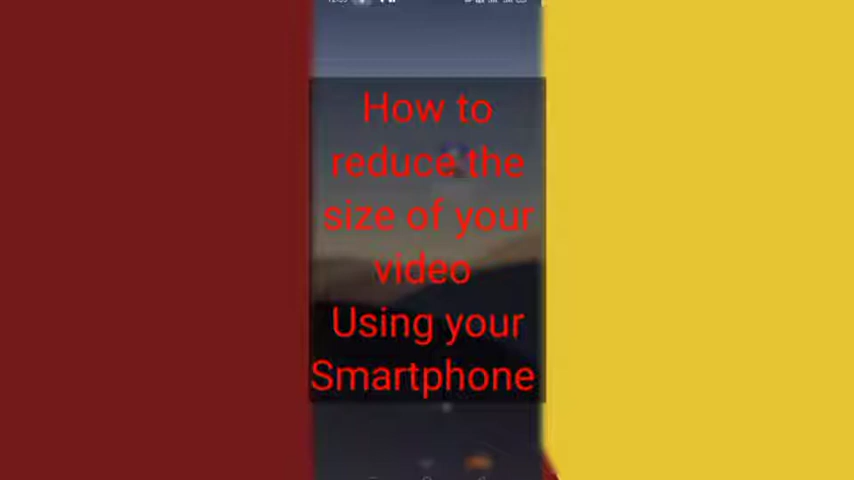 How to
reduce the
size of your
video
Using your
Smartphone